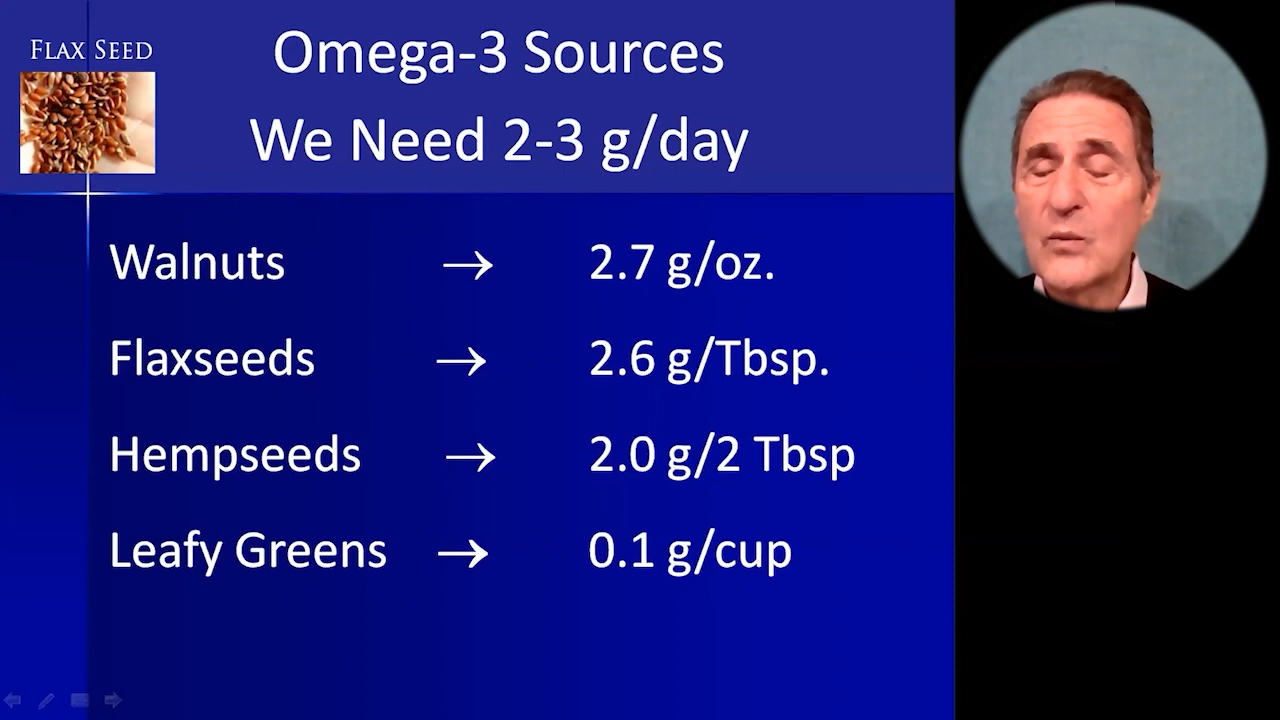 FLAX SEED
Omega-3 Sources
We Need 2-3 g/day
Walnuts → 2.7 g/oz.
Flaxseeds → 2.6 g/Tbsp.
Hempseeds → 2.0 g/2 Tbsp
Leafy Greens → 0.1 g/cup